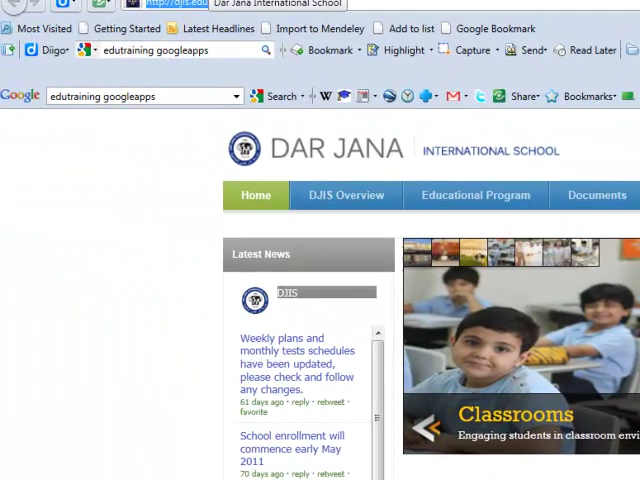 http://djis.edu Dar Jana International School
Most Visited Getting Started Latest Headlines Import to Mendeley Add to list Google Bookmark
Diigo edutraining googleapps Bookmark Highlight Capture Send Read Later
Google edutraining googleapps Search W Share Bookmarks
DAR JANA INTERNATIONAL SCHOOL
Home DJIS Overview Educational Program Documents
Latest News
DJIS
Weekly plans and
monthly tests schedules
have been updated,
please check and follow
any changes.
61 days ago · reply · retweet ·
favorite
School enrollment will
commence early May
2011
70 days ago · reply · retweet ·
Classrooms
Engaging students in classroom envi